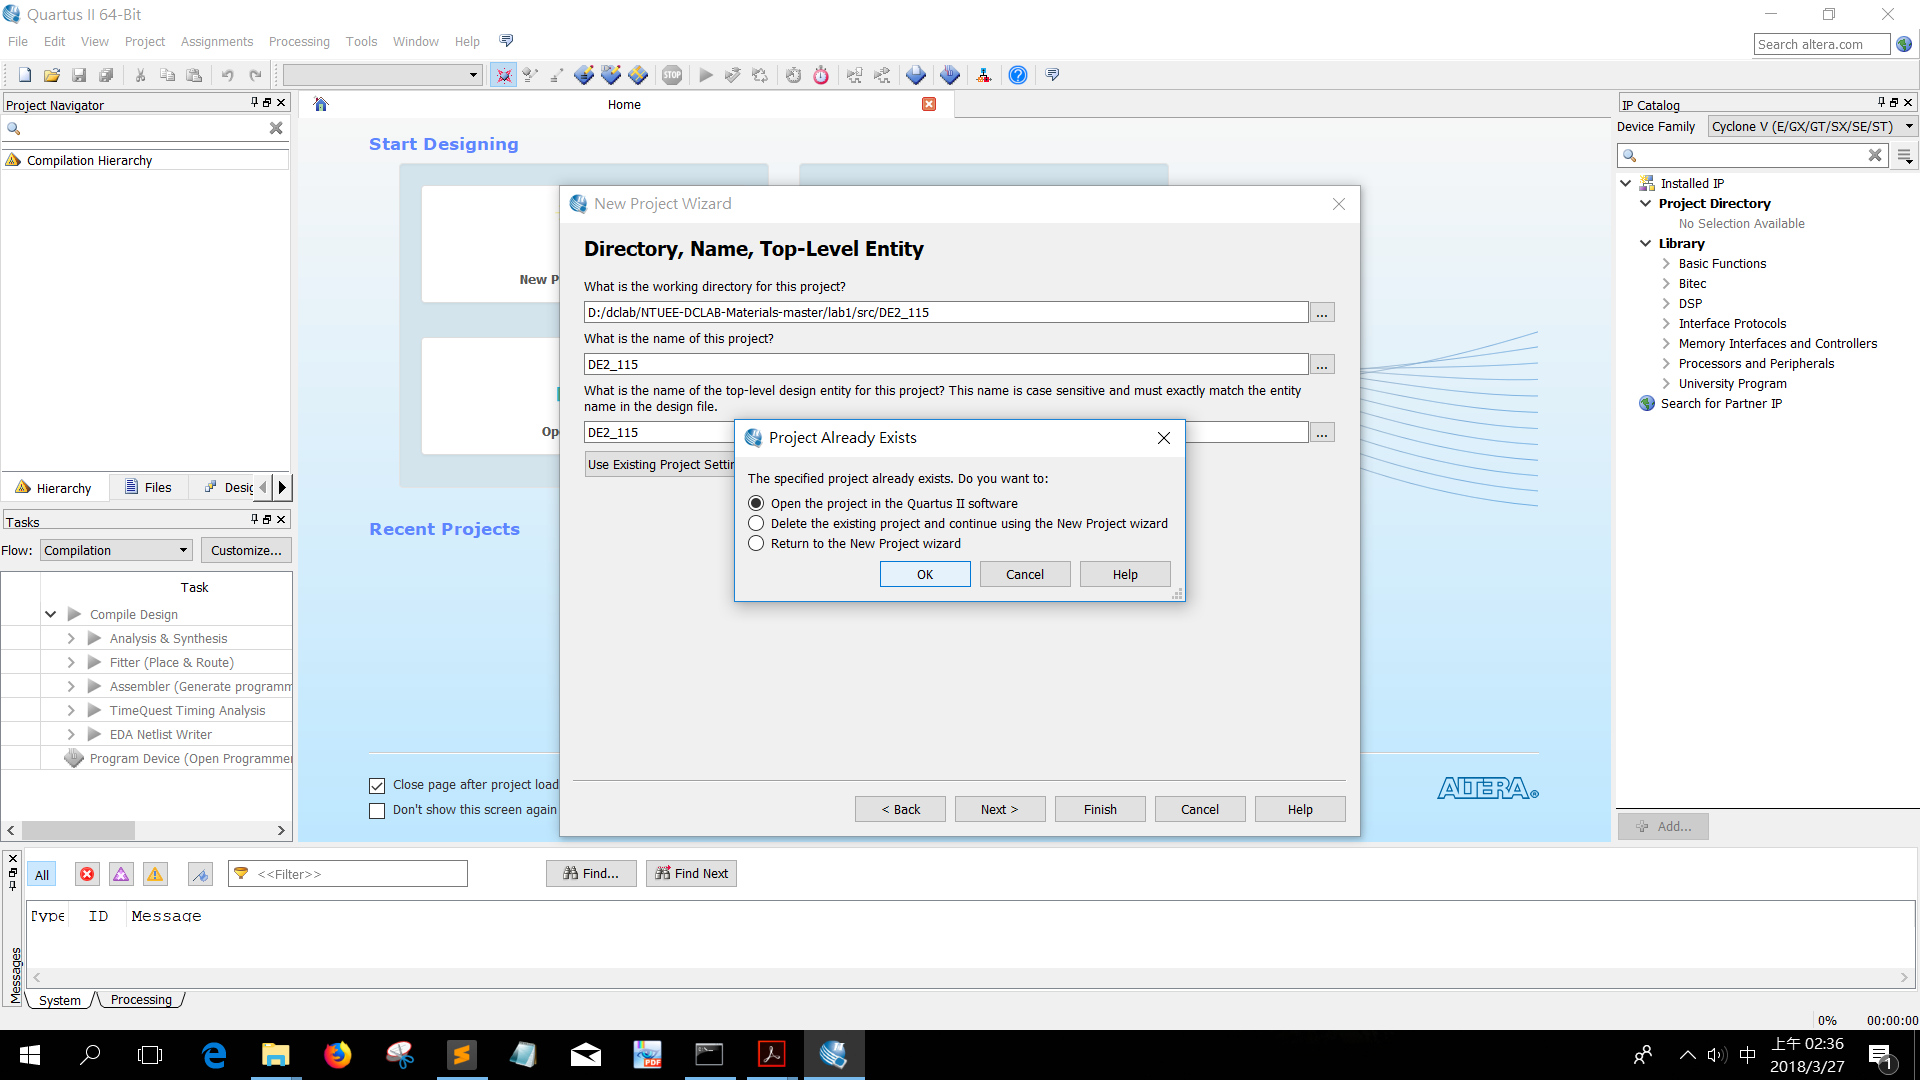 Quartus II 64-Bit
File Edit View Project Assignments Processing Tools Window Help
Search altera.com
Project Navigator
Compilation Hierarchy
Hierarchy Files
Tasks
Flow: Compilation Customize...
Task
Compile Design
Analysis & Synthesis
Fitter (Place & Route)
Assembler (Generate
TimeQuest Timing Analysis
EDA Netlist Writer
Program Device (Open
Home
Start Designing
New
Recent Projects
Close page after project load
Don't show this screen again
ALTERA®
New Project Wizard
Directory, Name, Top-Level Entity
What is the working directory for this project?
D:/dclab/NTUEE-DCLAB-Materials-master/lab1/src/DE2_115
...
What is the name of this project?
DE2_115
...
What is the name of the top-level design entity for this project? This name is case sensitive and must exactly match the entity
name in the design file.
DE2_115
...
Use Existing Project
Project Already Exists
The specified project already exists. Do you want to:
Open the project in the Quartus II software
Delete the existing project and continue using the New Project wizard
Return to the New Project wizard
OK Cancel Help
< Back Next > Finish Cancel Help
IP Catalog
Device Family Cyclone V (E/GX/GT/SX/SE/ST)
Installed IP
Project Directory
No Selection Available
Library
Basic Functions
Bitec
DSP
Interface Protocols
Memory Interfaces and Controllers
Processors and Peripherals
University Program
Search for Partner IP
+ Add...
All <<Filter>> Find... Find Next
Type ID Message
Messages
System Processing
0% 00:00:00
STOP
PDF
中
上午 02:36
2018/3/27
1